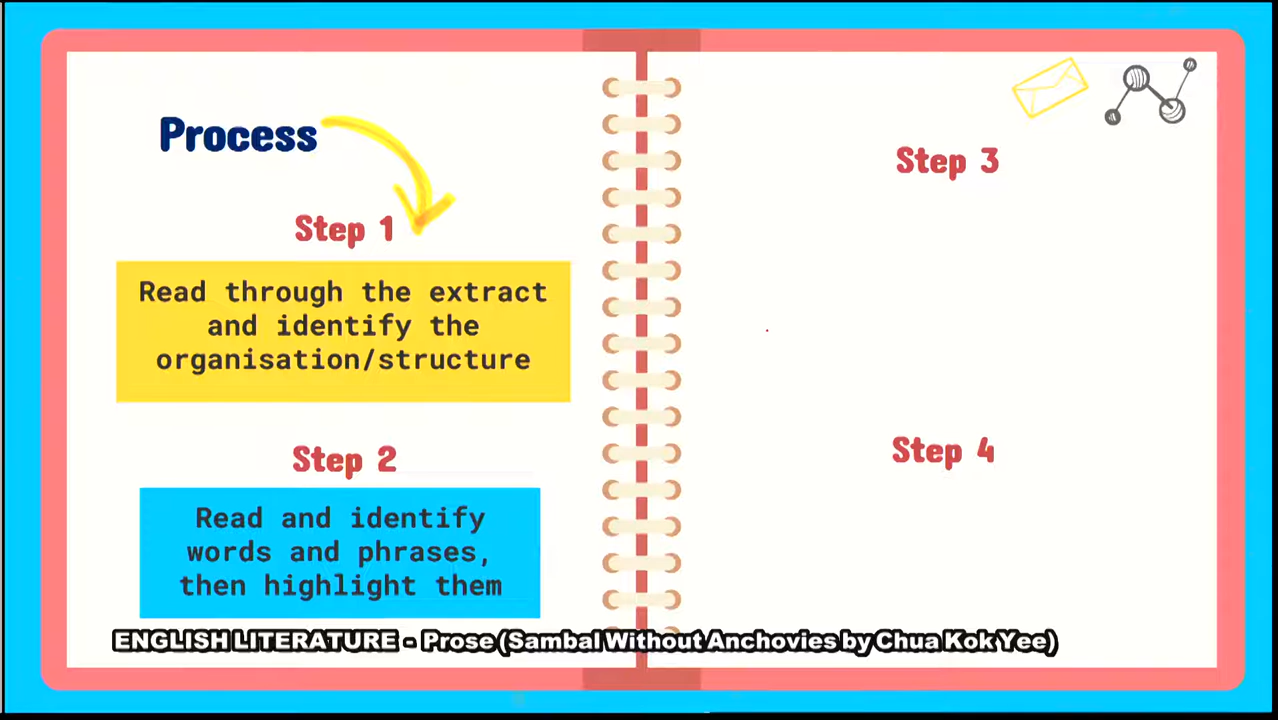 Process
Step 1
Read through the extract
and identify the
organisation/structure
Step 2
Read and identify
words and phrases,
then highlight them
Step 3
Step 4
ENGLISH LITERATURE - Prose (Sambal Without Anchovies by Chua Kok Yee)